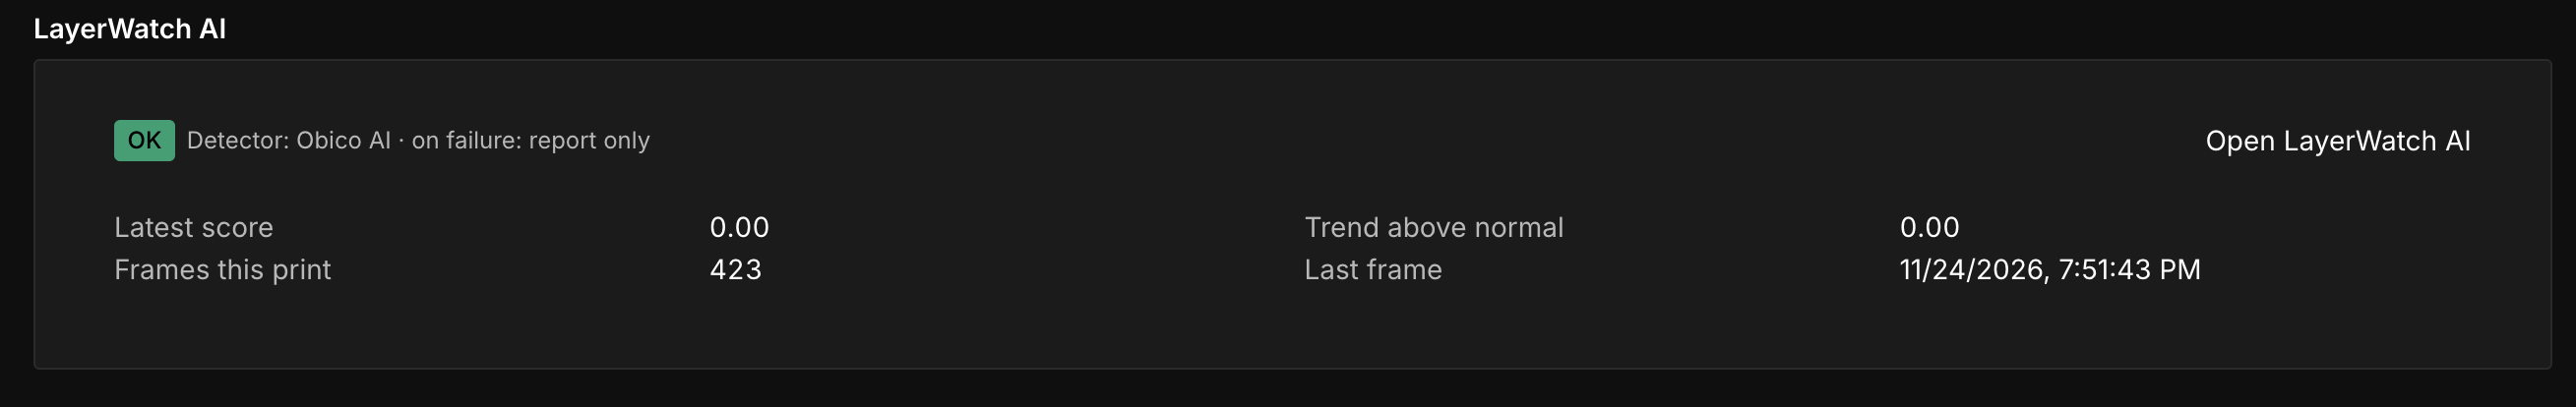 LayerWatch AI
OK Detector: Obico AI · on failure: report only Open LayerWatch AI
Latest score 0.00 Trend above normal 0.00
Frames this print 423 Last frame 11/24/2026, 7:51:43 PM